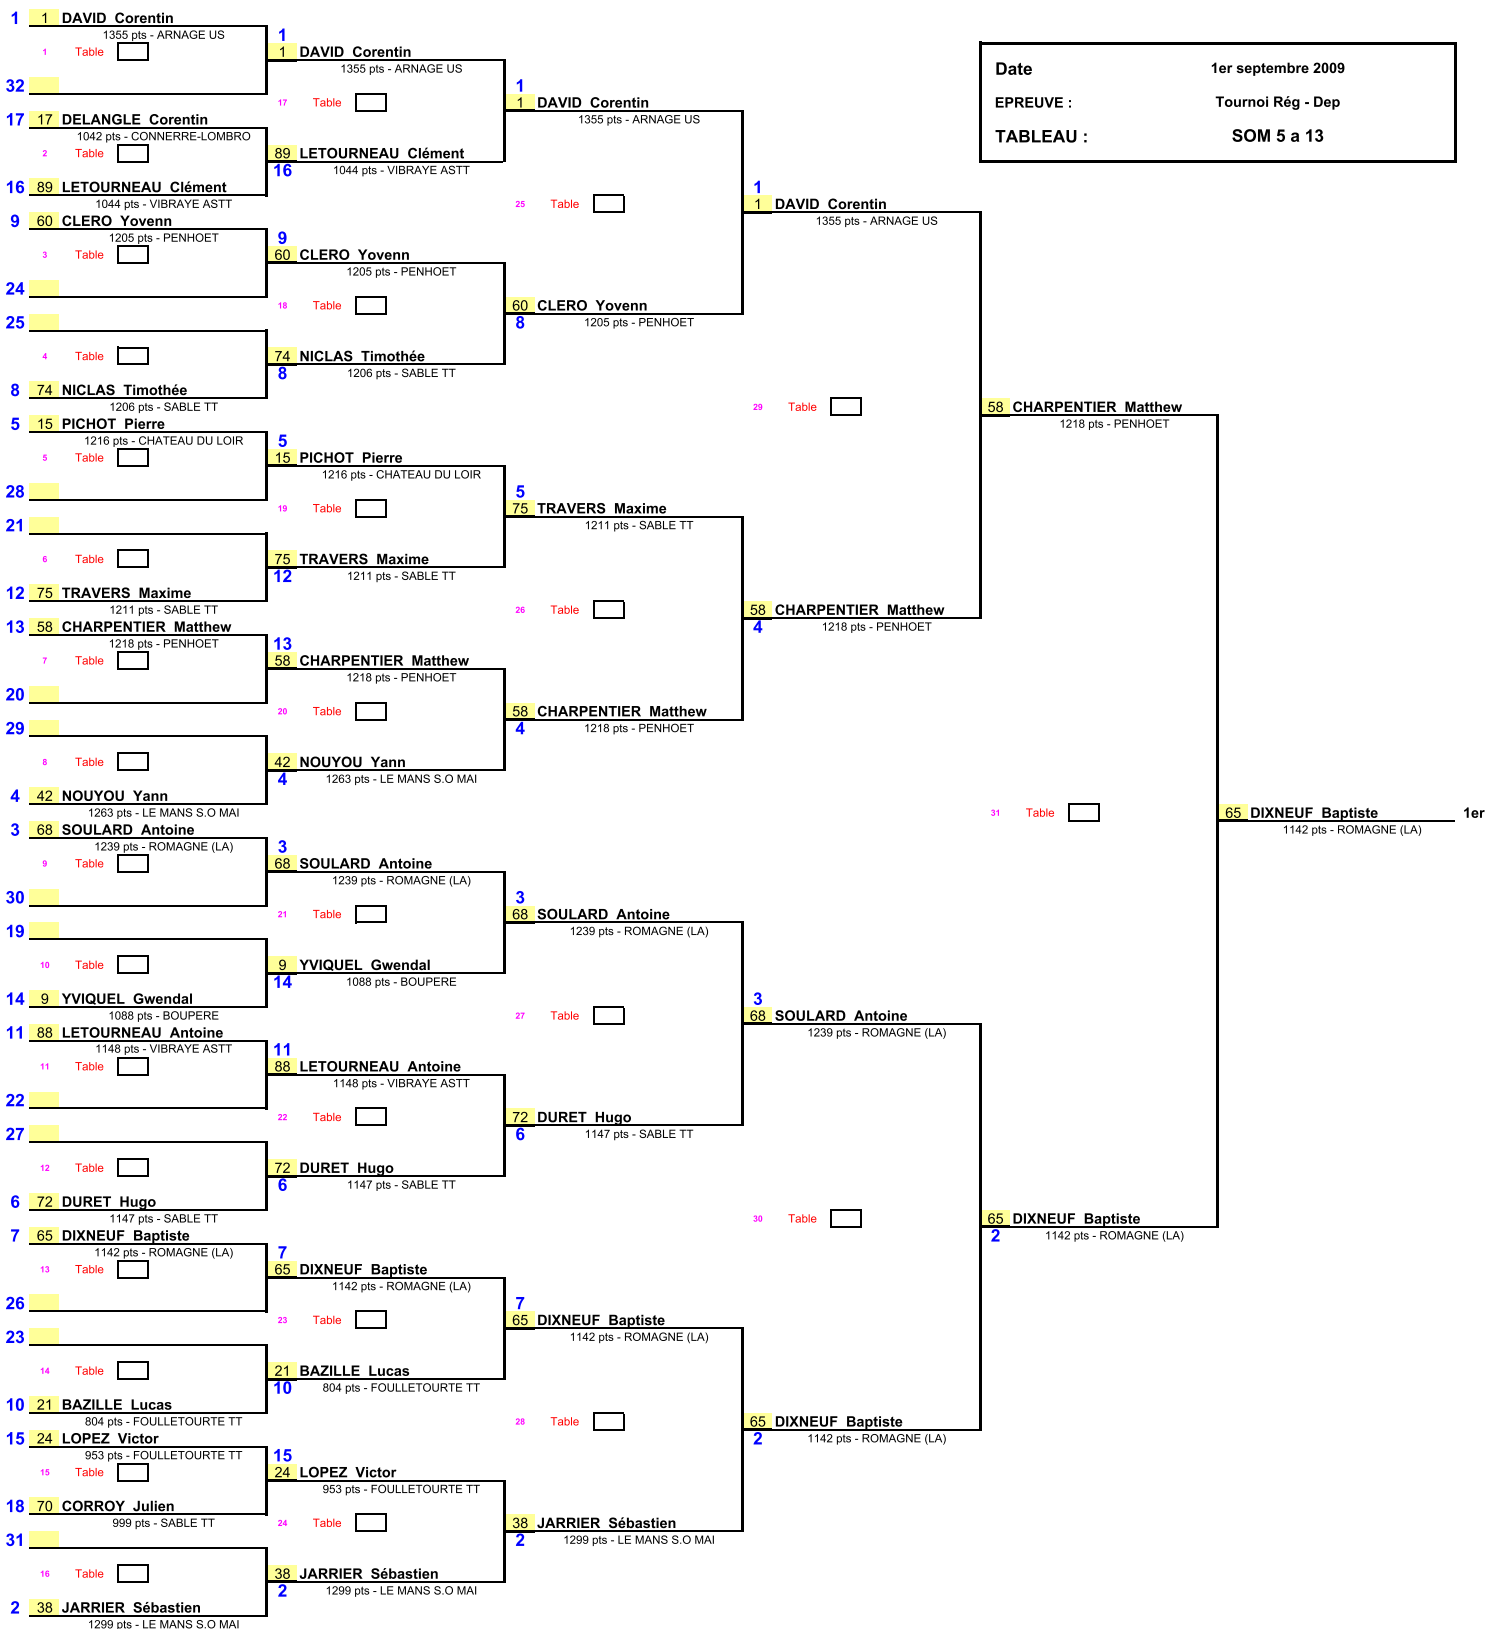 1 1 DAVID Corentin
1355 pts - ARNAGE US
1 Table
32
17 17 DELANGLE Corentin
1042 pts - CONNERRE-LOMBRO
2 Table
16 89 LETOURNEAU Clément
1044 pts - VIBRAYE ASTT
9 60 CLERO Yovenn
1205 pts - PENHOET
3 Table
24
25
4 Table
8 74 NICLAS Timothée
1206 pts - SABLE TT
5 15 PICHOT Pierre
1216 pts - CHATEAU DU LOIR
5 Table
28
21
6 Table
12 75 TRAVERS Maxime
1211 pts - SABLE TT
13 58 CHARPENTIER Matthew
1218 pts - PENHOET
7 Table
20
29
8 Table
4 42 NOUYOU Yann
1263 pts - LE MANS S.O MAI
3 68 SOULARD Antoine
1239 pts - ROMAGNE (LA)
9 Table
30
19
10 Table
14 9 YVIQUEL Gwendal
1088 pts - BOUPERE
11 88 LETOURNEAU Antoine
1148 pts - VIBRAYE ASTT
11 Table
22
27
12 Table
6 72 DURET Hugo
1147 pts - SABLE TT
7 65 DIXNEUF Baptiste
1142 pts - ROMAGNE (LA)
13 Table
26
23
14 Table
10 21 BAZILLE Lucas
804 pts - FOULLETOURTE TT
15 24 LOPEZ Victor
953 pts - FOULLETOURTE TT
15 Table
18 70 CORROY Julien
999 pts - SABLE TT
31
16 Table
2 38 JARRIER Sébastien
1299 pts - LE MANS S.O MAI
1
1 DAVID Corentin
1355 pts - ARNAGE US
17 Table
89 LETOURNEAU Clément
16 1044 pts - VIBRAYE ASTT
9
60 CLERO Yovenn
1205 pts - PENHOET
18 Table
74 NICLAS Timothée
8 1206 pts - SABLE TT
5
15 PICHOT Pierre
1216 pts - CHATEAU DU LOIR
19 Table
75 TRAVERS Maxime
12 1211 pts - SABLE TT
13
58 CHARPENTIER Matthew
1218 pts - PENHOET
20 Table
42 NOUYOU Yann
4 1263 pts - LE MANS S.O MAI
3
68 SOULARD Antoine
1239 pts - ROMAGNE (LA)
21 Table
9 YVIQUEL Gwendal
14 1088 pts - BOUPERE
11
88 LETOURNEAU Antoine
1148 pts - VIBRAYE ASTT
22 Table
72 DURET Hugo
6 1147 pts - SABLE TT
7
65 DIXNEUF Baptiste
1142 pts - ROMAGNE (LA)
23 Table
21 BAZILLE Lucas
10 804 pts - FOULLETOURTE TT
15
24 LOPEZ Victor
953 pts - FOULLETOURTE TT
24 Table
38 JARRIER Sébastien
2 1299 pts - LE MANS S.O MAI
1
1 DAVID Corentin
1355 pts - ARNAGE US
25 Table
60 CLERO Yovenn
8 1205 pts - PENHOET
5
75 TRAVERS Maxime
1211 pts - SABLE TT
26 Table
58 CHARPENTIER Matthew
4 1218 pts - PENHOET
3
68 SOULARD Antoine
1239 pts - ROMAGNE (LA)
27 Table
72 DURET Hugo
6 1147 pts - SABLE TT
7
65 DIXNEUF Baptiste
1142 pts - ROMAGNE (LA)
28 Table
38 JARRIER Sébastien
2 1299 pts - LE MANS S.O MAI
1
1 DAVID Corentin
1355 pts - ARNAGE US
29 Table
58 CHARPENTIER Matthew
4 1218 pts - PENHOET
3
68 SOULARD Antoine
1239 pts - ROMAGNE (LA)
30 Table
65 DIXNEUF Baptiste
2 1142 pts - ROMAGNE (LA)
Date 1er septembre 2009
EPREUVE : Tournoi Rég - Dep
TABLEAU : SOM 5 a 13
58 CHARPENTIER Matthew
1218 pts - PENHOET
31 Table
65 DIXNEUF Baptiste
2 1142 pts - ROMAGNE (LA)
65 DIXNEUF Baptiste 1er
1142 pts - ROMAGNE (LA)